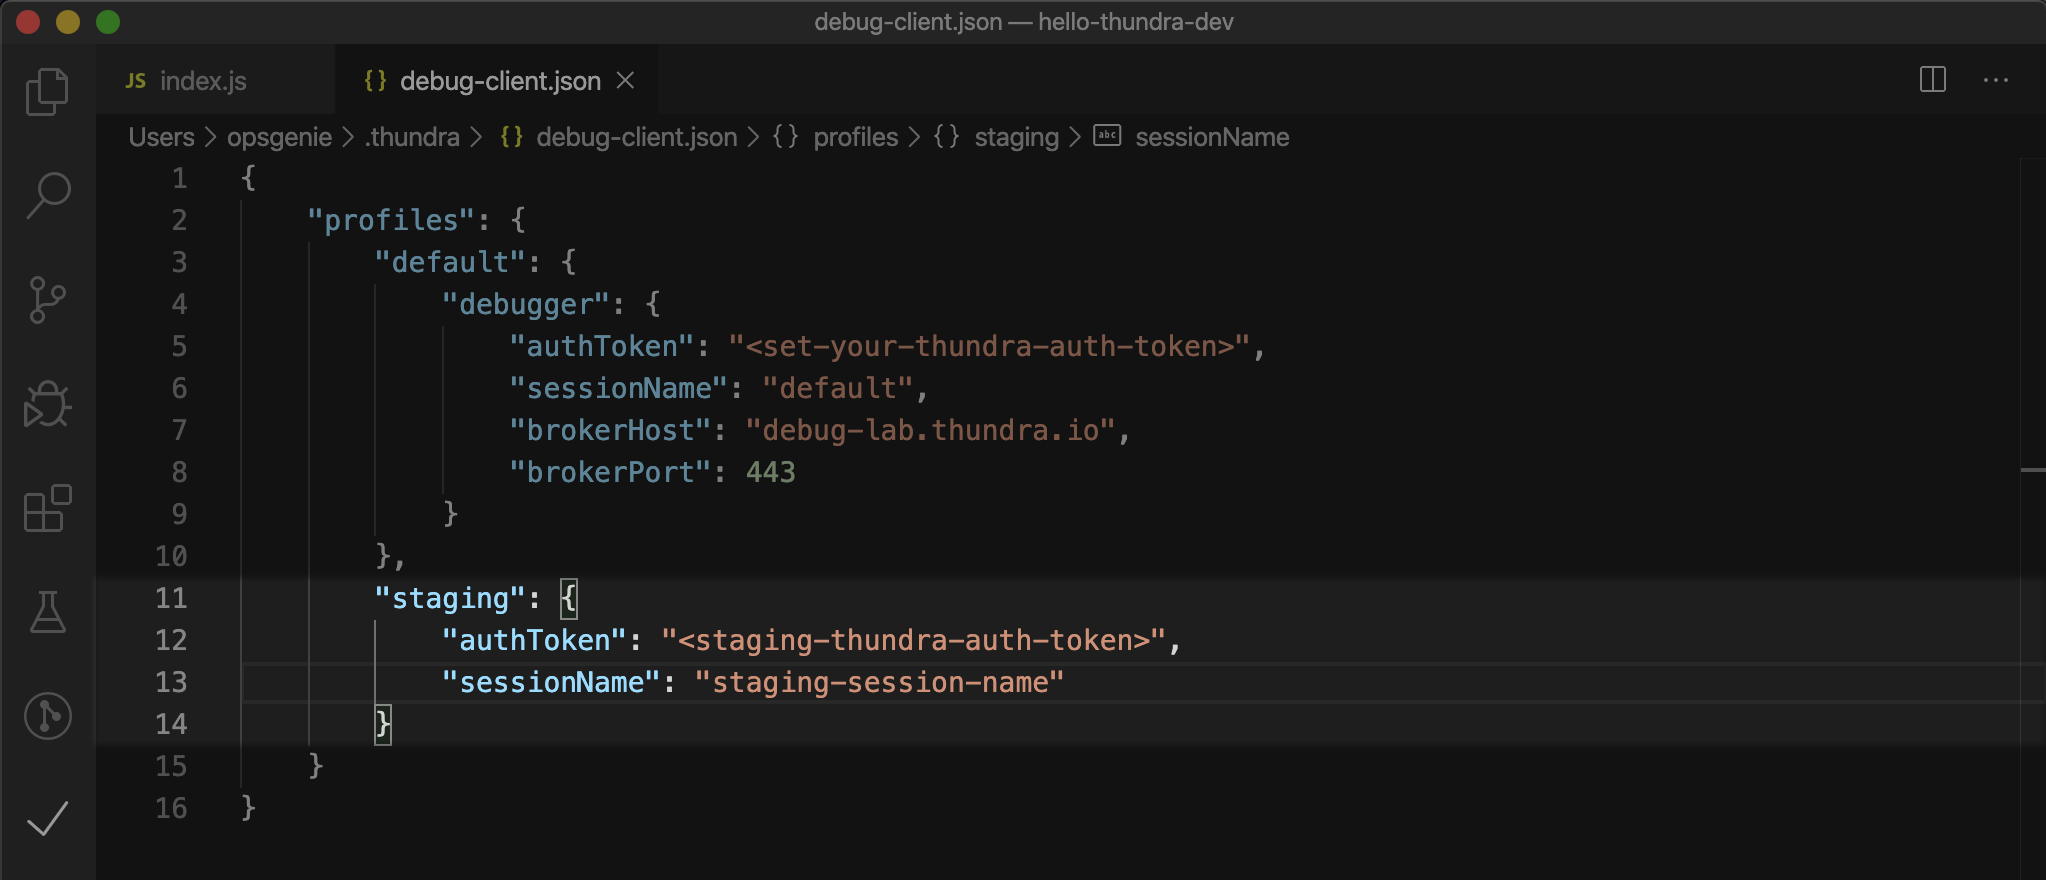 debug-client.json — hello-thundra-dev
JS index.js {} debug-client.json
Users > opsgenie > .thundra > {} debug-client.json > {} profiles > {} staging > abc sessionName
1 {
2     "profiles": {
3         "default": {
4             "debugger": {
5                 "authToken": "<set-your-thundra-auth-token>",
6                 "sessionName": "default",
7                 "brokerHost": "debug-lab.thundra.io",
8                 "brokerPort": 443
9             }
10         },
11         "staging": {
12             "authToken": "<staging-thundra-auth-token>",
13             "sessionName": "staging-session-name"
14         }
15     }
16 }